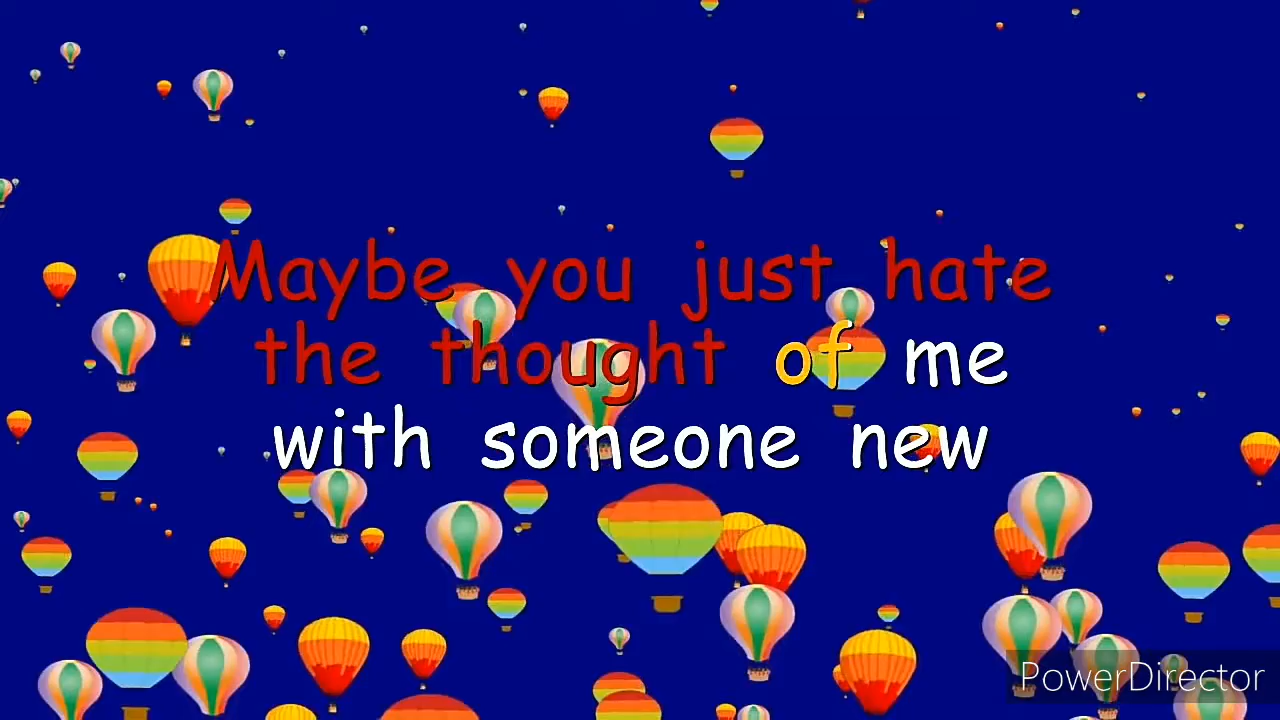 Maybe you just hate
the thought of me
with someone new
PowerDirector